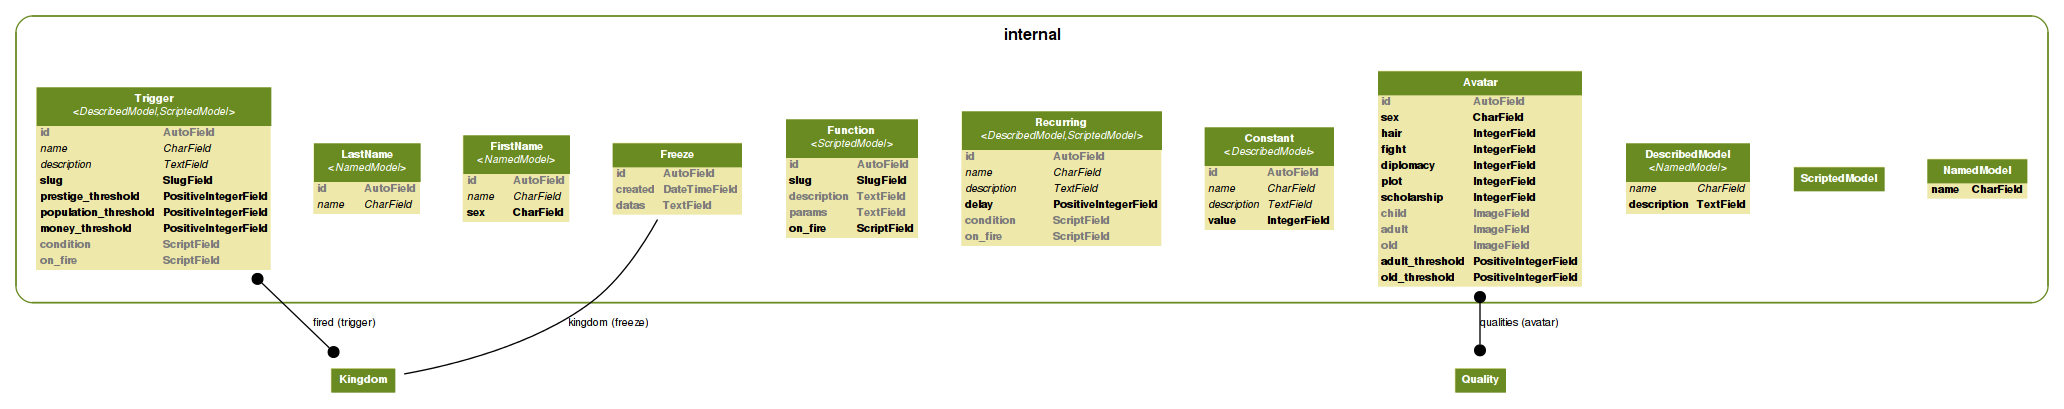 internal
Trigger
<DescribedModel,ScriptedModel>
id AutoField
name CharField
description TextField
slug SlugField
prestige_threshold PositiveIntegerField
population_threshold PositiveIntegerField
money_threshold PositiveIntegerField
condition ScriptField
on_fire ScriptField
LastName
<NamedModel>
id AutoField
name CharField
FirstName
<NamedModel>
id AutoField
name CharField
sex CharField
Freeze
id AutoField
created DateTimeField
datas TextField
Function
<ScriptedModel>
id AutoField
slug SlugField
description TextField
params TextField
on_fire ScriptField
Recurring
<DescribedModel,ScriptedModel>
id AutoField
name CharField
description TextField
delay PositiveIntegerField
condition ScriptField
on_fire ScriptField
Constant
<DescribedModel>
id AutoField
name CharField
description TextField
value IntegerField
Avatar
id AutoField
sex CharField
hair IntegerField
fight IntegerField
diplomacy IntegerField
plot IntegerField
scholarship IntegerField
child ImageField
adult ImageField
old ImageField
adult_threshold PositiveIntegerField
old_threshold PositiveIntegerField
DescribedModel
<NamedModel>
name CharField
description TextField
ScriptedModel
NamedModel
name CharField
fired (trigger)
kingdom (freeze)
qualities (avatar)
Kingdom
Quality